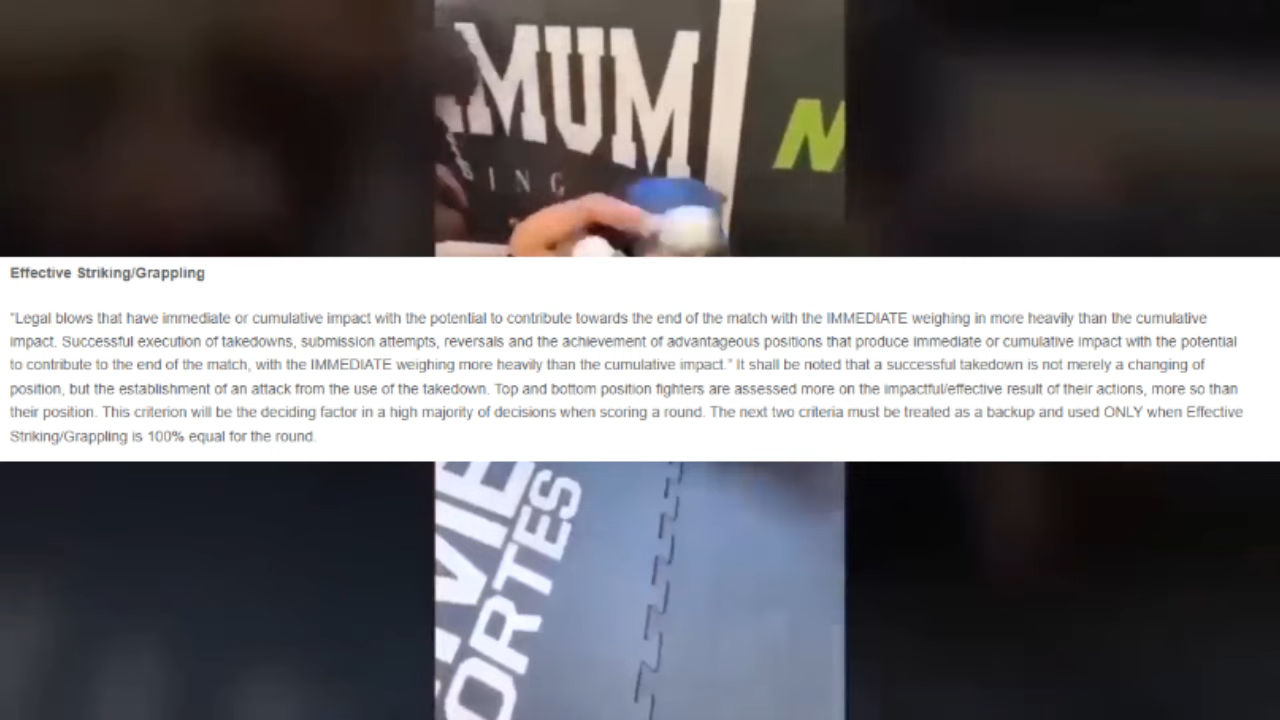 MUM
ING
Effective Striking/Grappling
"Legal blows that have immediate or cumulative impact with the potential to contribute towards the end of the match with the IMMEDIATE weighing in more heavily than the cumulative
impact. Successful execution of takedowns, submission attempts, reversals and the achievement of advantageous positions that produce immediate or cumulative impact with the potential
to contribute to the end of the match, with the IMMEDIATE weighing more heavily than the cumulative impact." It shall be noted that a successful takedown is not merely a changing of
position, but the establishment of an attack from the use of the takedown. Top and bottom position fighters are assessed more on the impactful/effective result of their actions, more so than
their position. This criterion will be the deciding factor in a high majority of decisions when scoring a round. The next two criteria must be treated as a backup and used ONLY when Effective
Striking/Grappling is 100% equal for the round.
ORTES